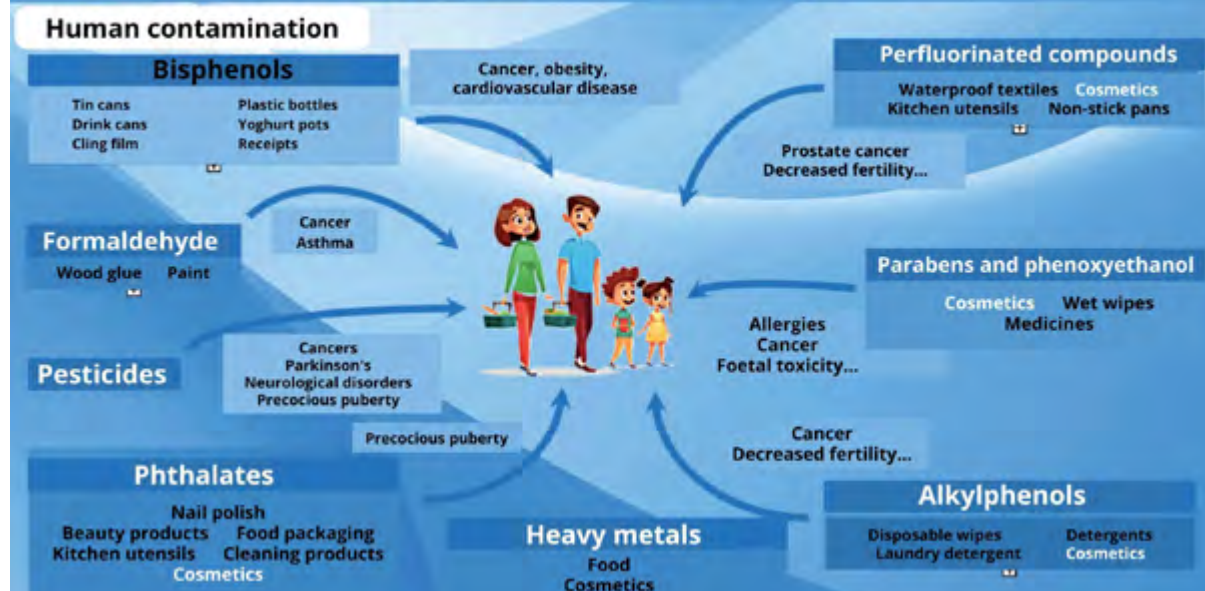 Human contamination
Bisphenols
Tin cans Plastic bottles
Drink cans Yoghurt pots
Cling film Receipts
Cancer, obesity,
cardiovascular disease
Perfluorinated compounds
Waterproof textiles Cosmetics
Kitchen utensils Non-stick pans
Prostate cancer
Decreased fertility...
Formaldehyde
Wood glue Paint
Cancer
Asthma
Parabens and phenoxyethanol
Cosmetics Wet wipes
Medicines
Allergies
Cancer
Foetal toxicity...
Pesticides
Cancers
Parkinson's
Neurological disorders
Precocious puberty
Precocious puberty
Phthalates
Nail polish
Beauty products Food packaging
Kitchen utensils Cleaning products
Cosmetics
Heavy metals
Food
Cosmetics
Cancer
Decreased fertility...
Alkylphenols
Disposable wipes Detergents
Laundry detergent Cosmetics